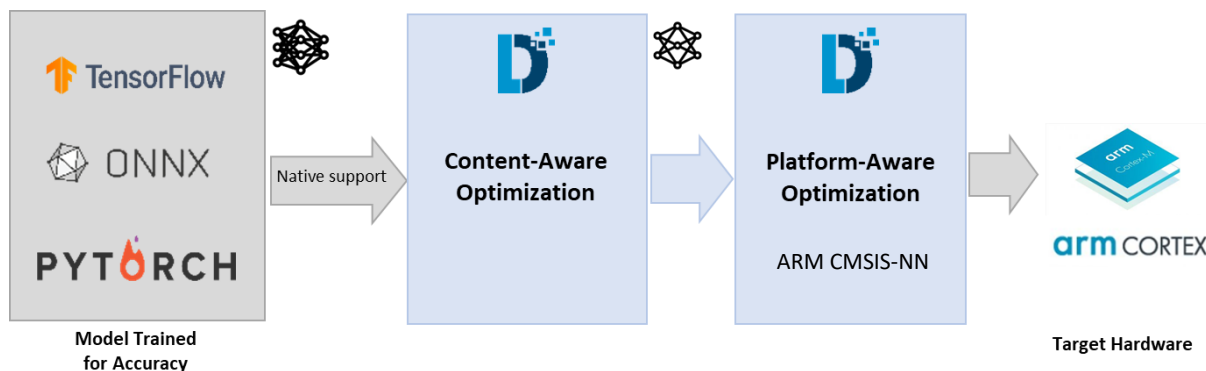 TensorFlow
ONNX
PYTORCH
Model Trained
for Accuracy
Native support
Content-Aware
Optimization
Platform-Aware
Optimization
ARM CMSIS-NN
arm
Cortex-M
arm CORTEX
Target Hardware